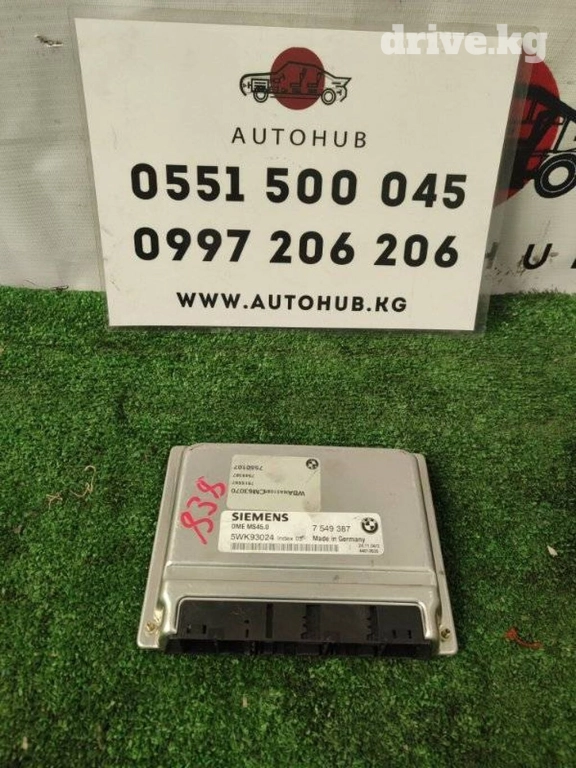 drive.kg
AUTOHUB
0551 500 045
0997 206 206
WWW.AUTOHUB.KG
H U
838
7580187
SIEMENS
DME MS45.0
7 549 387
5WK93024
Made in Germany